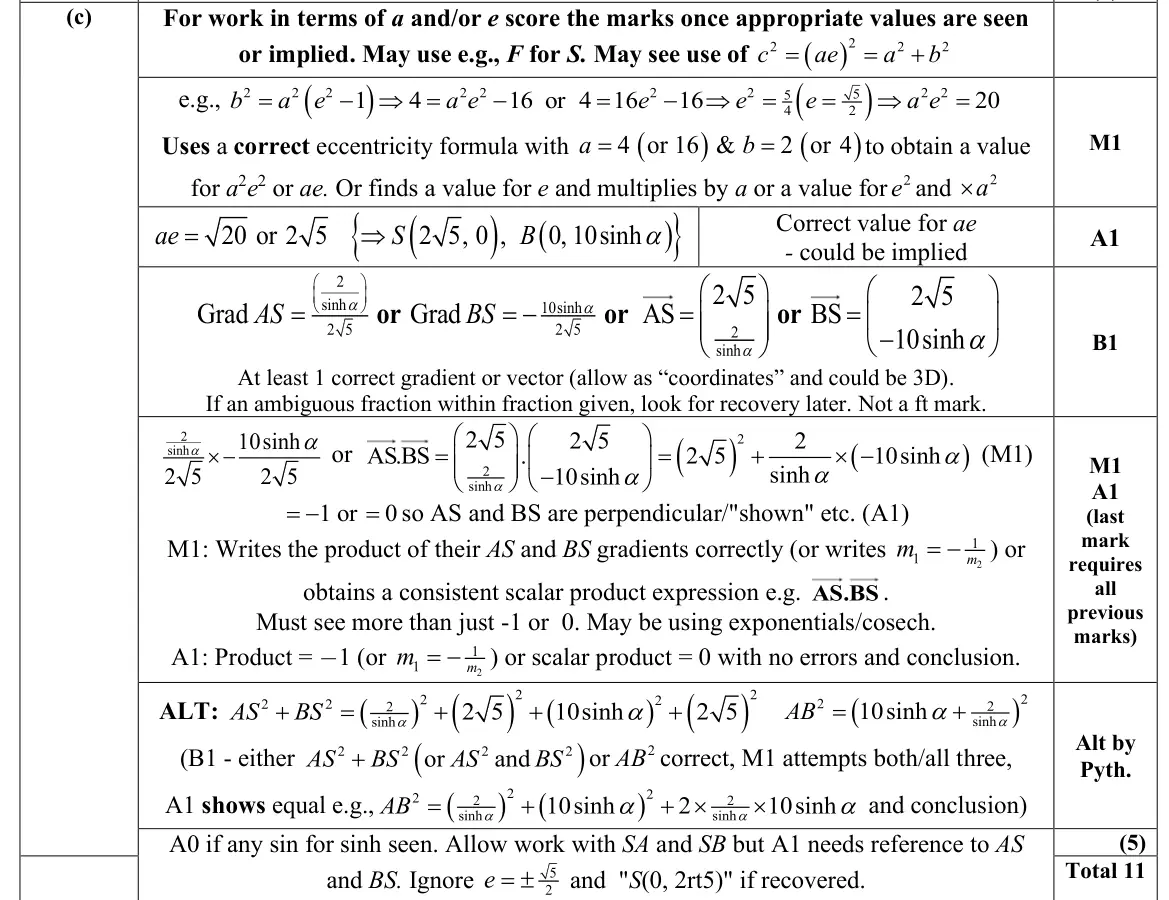 (c)
For work in terms of a and/or e score the marks once appropriate values are seen
or implied. May use e.g., F for S. May see use of c² = (ae)² = a² + b²
e.g., b² = a²(e² −1) ⇒ 4 = a²e² −16 or 4 = 16e² −16 ⇒ e² = 5/4 (e = √5/2) ⇒ a²e² = 20
Uses a correct eccentricity formula with a = 4 (or 16) & b = 2 (or 4) to obtain a value
for a²e² or ae. Or finds a value for e and multiplies by a or a value for e² and ×a²
M1
ae = √20 or 2√5 {⇒ S(2√5, 0), B(0, 10sinh α)}
Correct value for ae
- could be implied
A1
Grad AS = (2/sinh α)/(2√5) or Grad BS = −10sinh α/(2√5) or AS→ = (2√5, 2/sinh α) or BS→ = (2√5, −10sinh α)
At least 1 correct gradient or vector (allow as “coordinates” and could be 3D).
If an ambiguous fraction within fraction given, look for recovery later. Not a ft mark.
B1
(2/sinh α)/(2√5) × −10sinh α/(2√5) or AS→.BS→ = (2√5, 2/sinh α).(2√5, −10sinh α) = (2√5)² + 2/sinh α × (−10sinh α) (M1)
= −1 or = 0 so AS and BS are perpendicular/"shown" etc. (A1)
M1: Writes the product of their AS and BS gradients correctly (or writes m₁ = −1/m₂ ) or
obtains a consistent scalar product expression e.g. AS→.BS→ .
Must see more than just -1 or 0. May be using exponentials/cosech.
A1: Product = −1 (or m₁ = −1/m₂ ) or scalar product = 0 with no errors and conclusion.
M1
A1
(last
mark
requires
all
previous
marks)
ALT: AS² + BS² = (2/sinh α)² + (2√5)² + (10sinh α)² + (2√5)² AB² = (10sinh α + 2/sinh α)²
(B1 - either AS² + BS² (or AS² and BS²) or AB² correct, M1 attempts both/all three,
A1 shows equal e.g., AB² = (2/sinh α)² + (10sinh α)² + 2 × 2/sinh α × 10sinh α and conclusion)
Alt by
Pyth.
A0 if any sin for sinh seen. Allow work with SA and SB but A1 needs reference to AS
and BS. Ignore e = ±√5/2 and "S(0, 2rt5)" if recovered.
(5)
Total 11